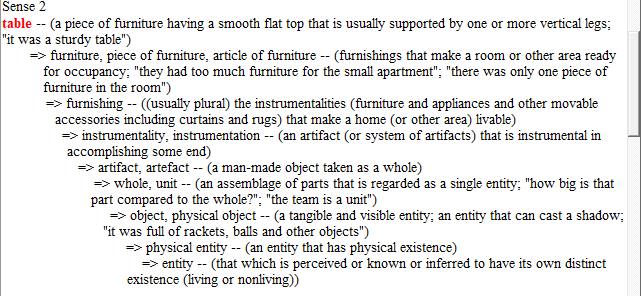 Sense 2
table -- (a piece of furniture having a smooth flat top that is usually supported by one or more vertical legs;
"it was a sturdy table")
=> furniture, piece of furniture, article of furniture -- (furnishings that make a room or other area ready
for occupancy; "they had too much furniture for the small apartment"; "there was only one piece of
furniture in the room")
=> furnishing -- ((usually plural) the instrumentalities (furniture and appliances and other movable
accessories including curtains and rugs) that make a home (or other area) livable)
=> instrumentality, instrumentation -- (an artifact (or system of artifacts) that is instrumental in
accomplishing some end)
=> artifact, artefact -- (a man-made object taken as a whole)
=> whole, unit -- (an assemblage of parts that is regarded as a single entity; "how big is that
part compared to the whole?"; "the team is a unit")
=> object, physical object -- (a tangible and visible entity; an entity that can cast a shadow;
"it was full of rackets, balls and other objects")
=> physical entity -- (an entity that has physical existence)
=> entity -- (that which is perceived or known or inferred to have its own distinct
existence (living or nonliving))